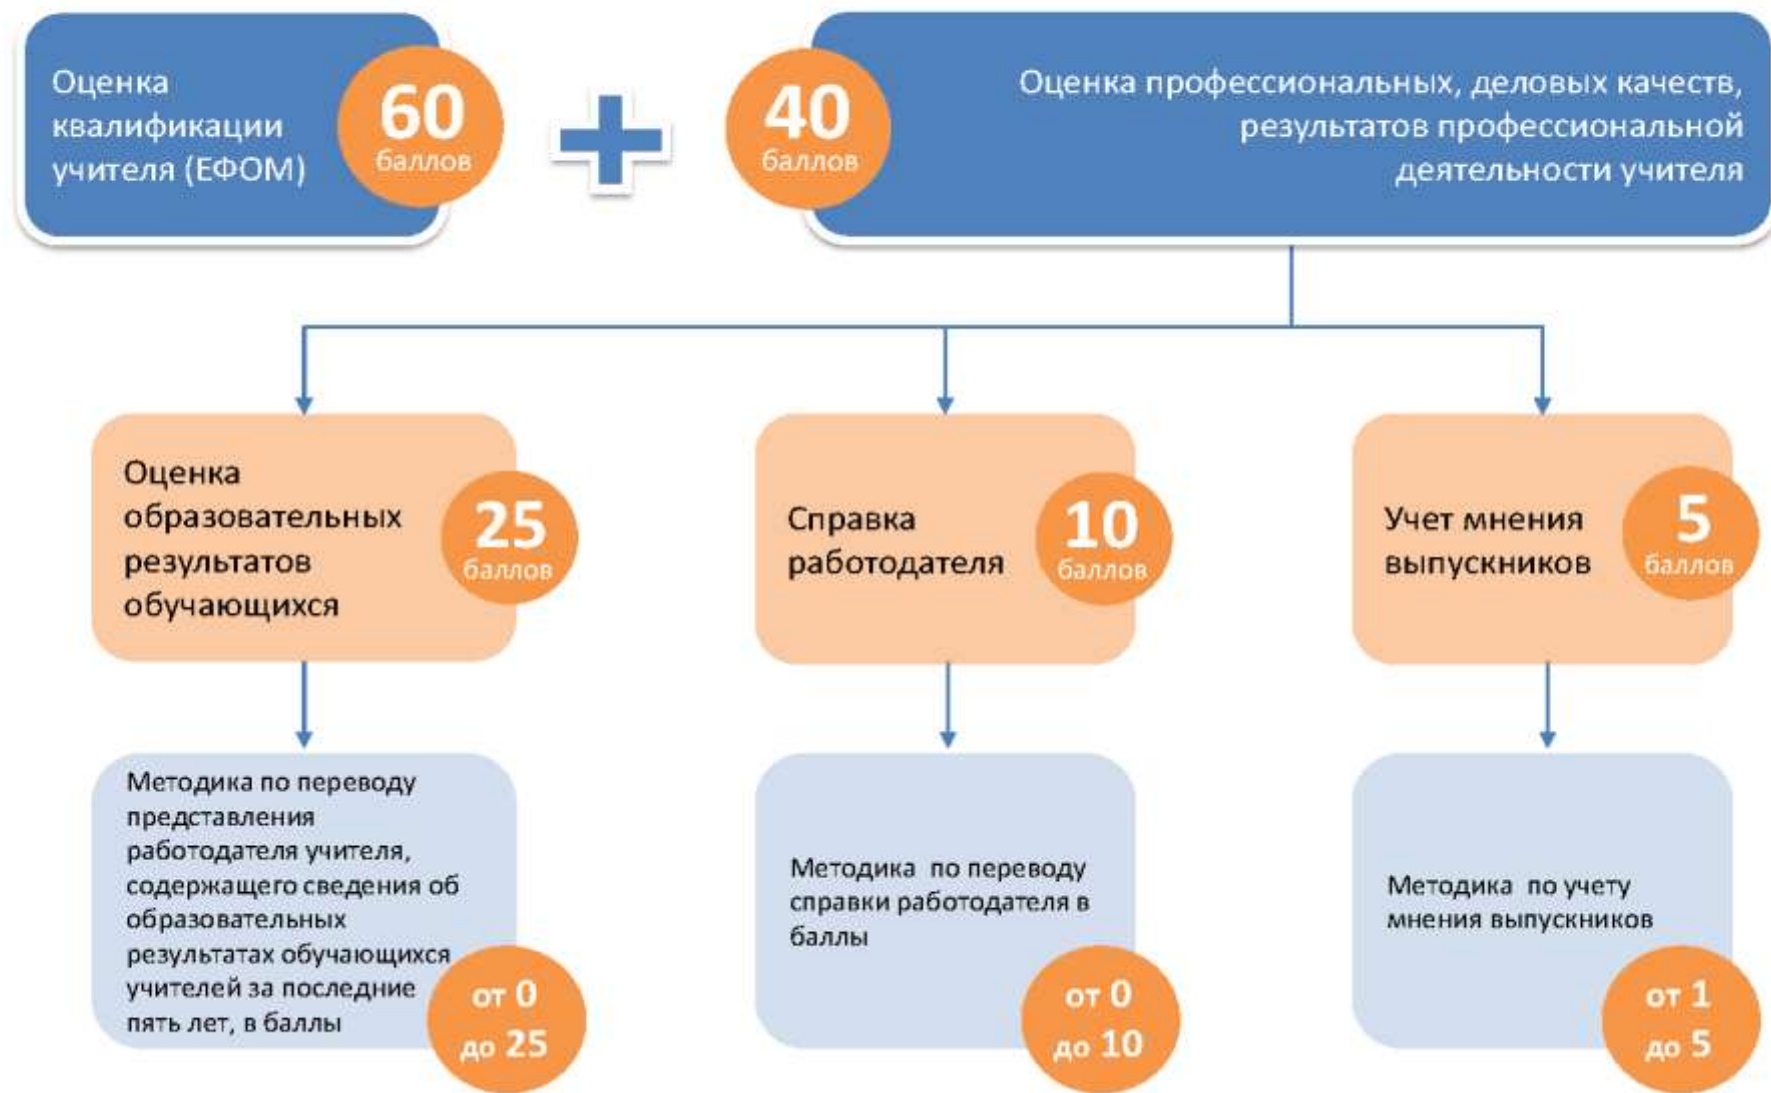 Оценка
квалификации
учителя (ЕФОМ)
60
баллов
40
баллов
Оценка профессиональных, деловых качеств,
результатов профессиональной
деятельности учителя
Оценка
образовательных
результатов
обучающихся
25
баллов
Справка
работодателя
10
баллов
Учет мнения
выпускников
5
баллов
Методика по переводу
представления
работодателя учителя,
содержащего сведения об
образовательных
результатах обучающихся
учителей за последние
пять лет, в баллы
от 0
до 25
Методика по переводу
справки работодателя в
баллы
от 0
до 10
Методика по учету
мнения выпускников
от 1
до 5